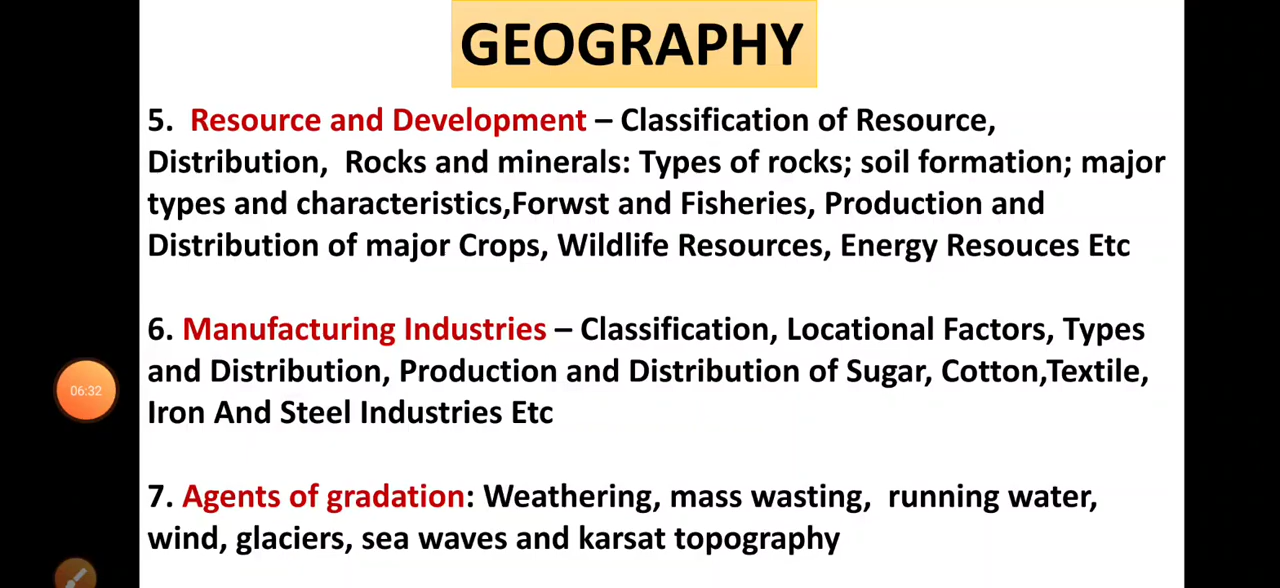 GEOGRAPHY
5. Resource and Development – Classification of Resource,
Distribution, Rocks and minerals: Types of rocks; soil formation; major
types and characteristics,Forwst and Fisheries, Production and
Distribution of major Crops, Wildlife Resources, Energy Resouces Etc
6. Manufacturing Industries – Classification, Locational Factors, Types
and Distribution, Production and Distribution of Sugar, Cotton,Textile,
Iron And Steel Industries Etc
06:32
7. Agents of gradation: Weathering, mass wasting, running water,
wind, glaciers, sea waves and karsat topography